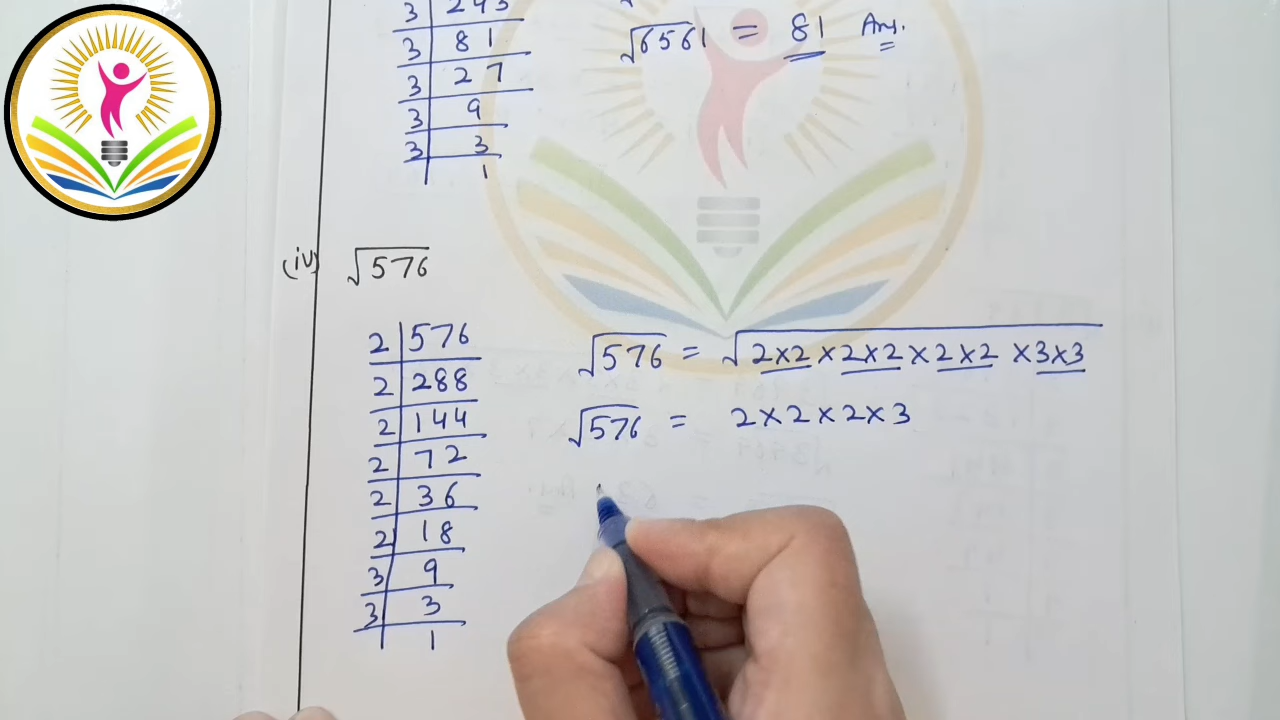 3 | 243
3 | 81
3 | 27
3 | 9
3 | 3
1
√6561 = 81 Ans.
(iv) √576
2 | 576
2 | 288
2 | 144
2 | 72
2 | 36
2 | 18
3 | 9
3 | 3
1
√576 = √2×2×2×2×2×2×3×3
√576 = 2×2×2×3